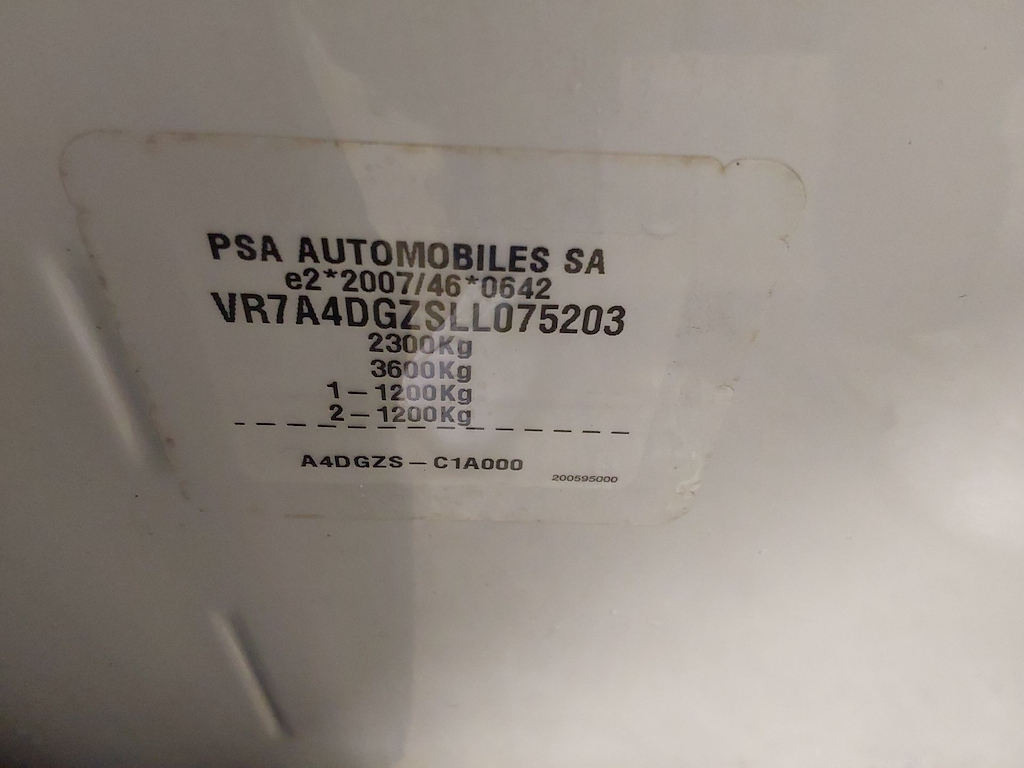 PSA AUTOMOBILES SA
e2*2007/46*0642
VR7A4DGZSLL075203
2300Kg
3600Kg
1–1200Kg
2–1200Kg
A4DGZS–C1A000
200595000